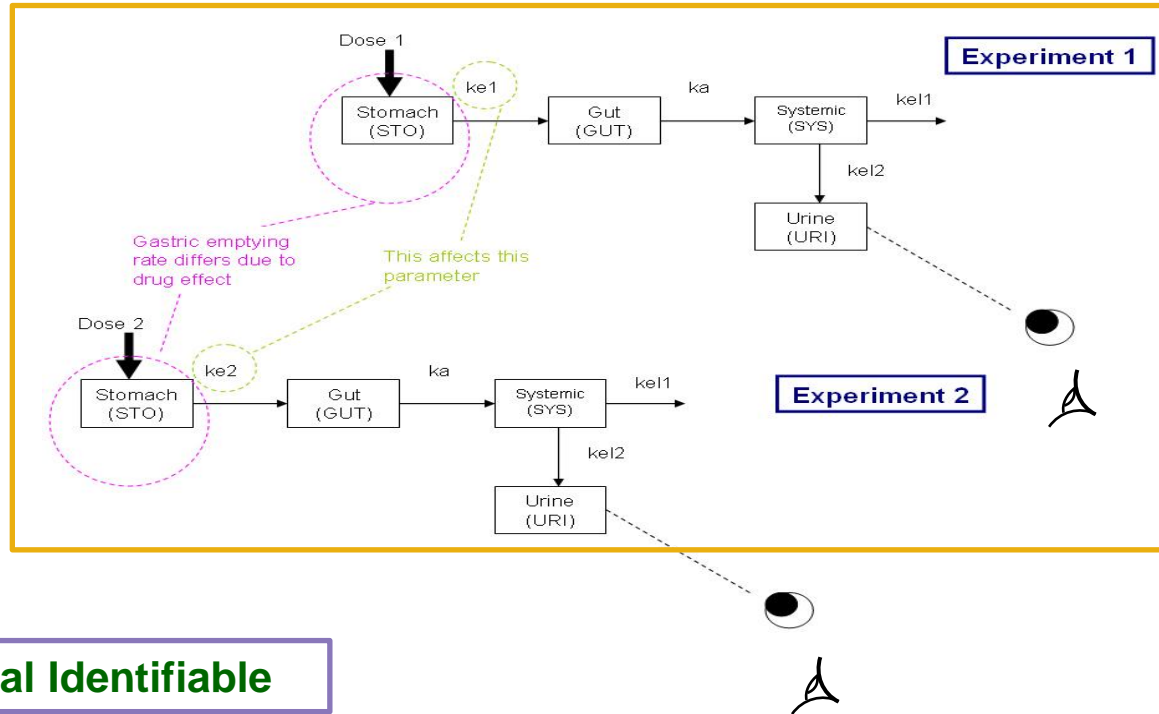 Dose 1
Experiment 1
ke1
ka
kel1
Stomach
(STO)
Gut
(GUT)
Systemic
(SYS)
kel2
Urine
(URI)
Gastric emptying
rate differs due to
drug effect
This affects this
parameter
Dose 2
ke2
ka
kel1
Stomach
(STO)
Gut
(GUT)
Systemic
(SYS)
Experiment 2
kel2
Urine
(URI)
al Identifiable